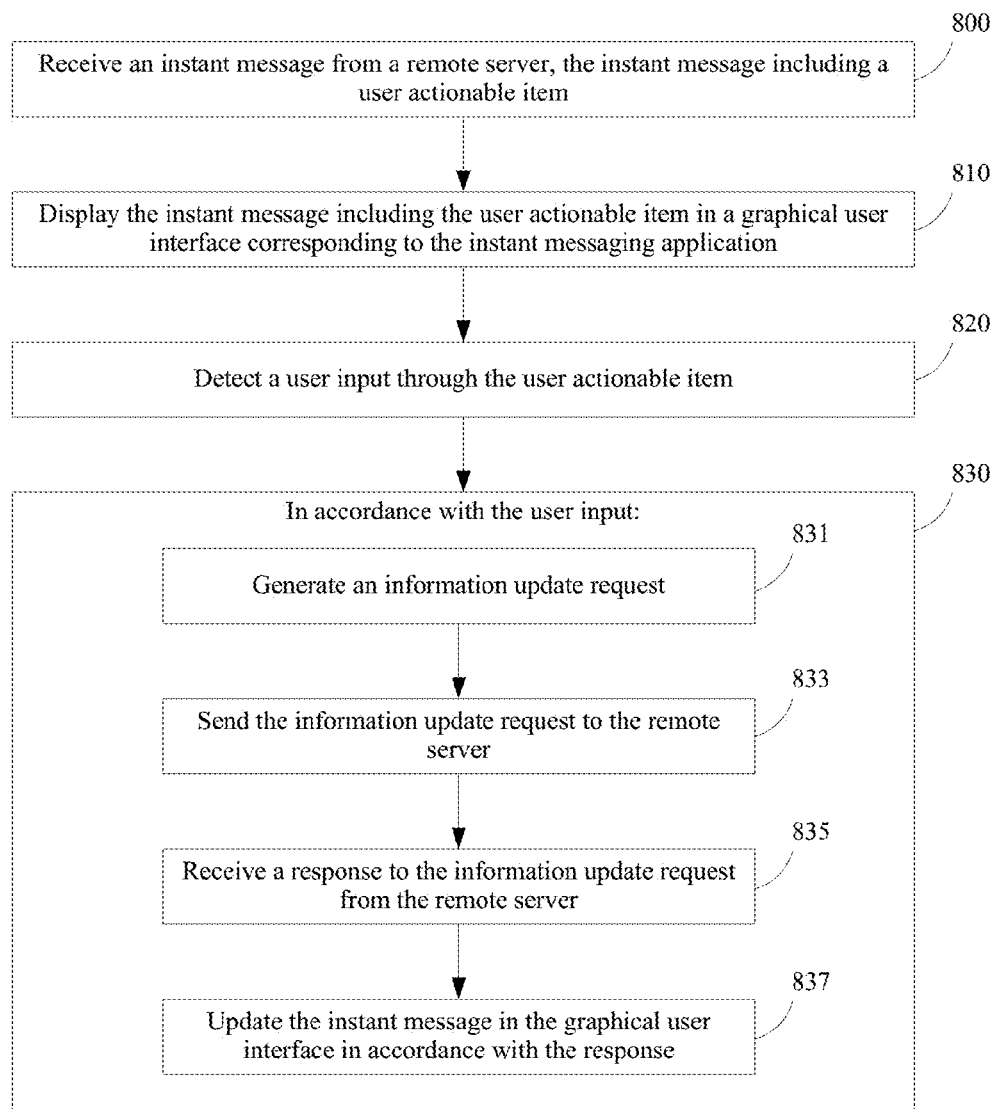 800
Receive an instant message from a remote server, the instant message including a
user actionable item
810
Display the instant message including the user actionable item in a graphical user
interface corresponding to the instant messaging application
820
Detect a user input through the user actionable item
830
In accordance with the user input:
831
Generate an information update request
833
Send the information update request to the remote
server
835
Receive a response to the information update request
from the remote server
837
Update the instant message in the graphical user
interface in accordance with the response